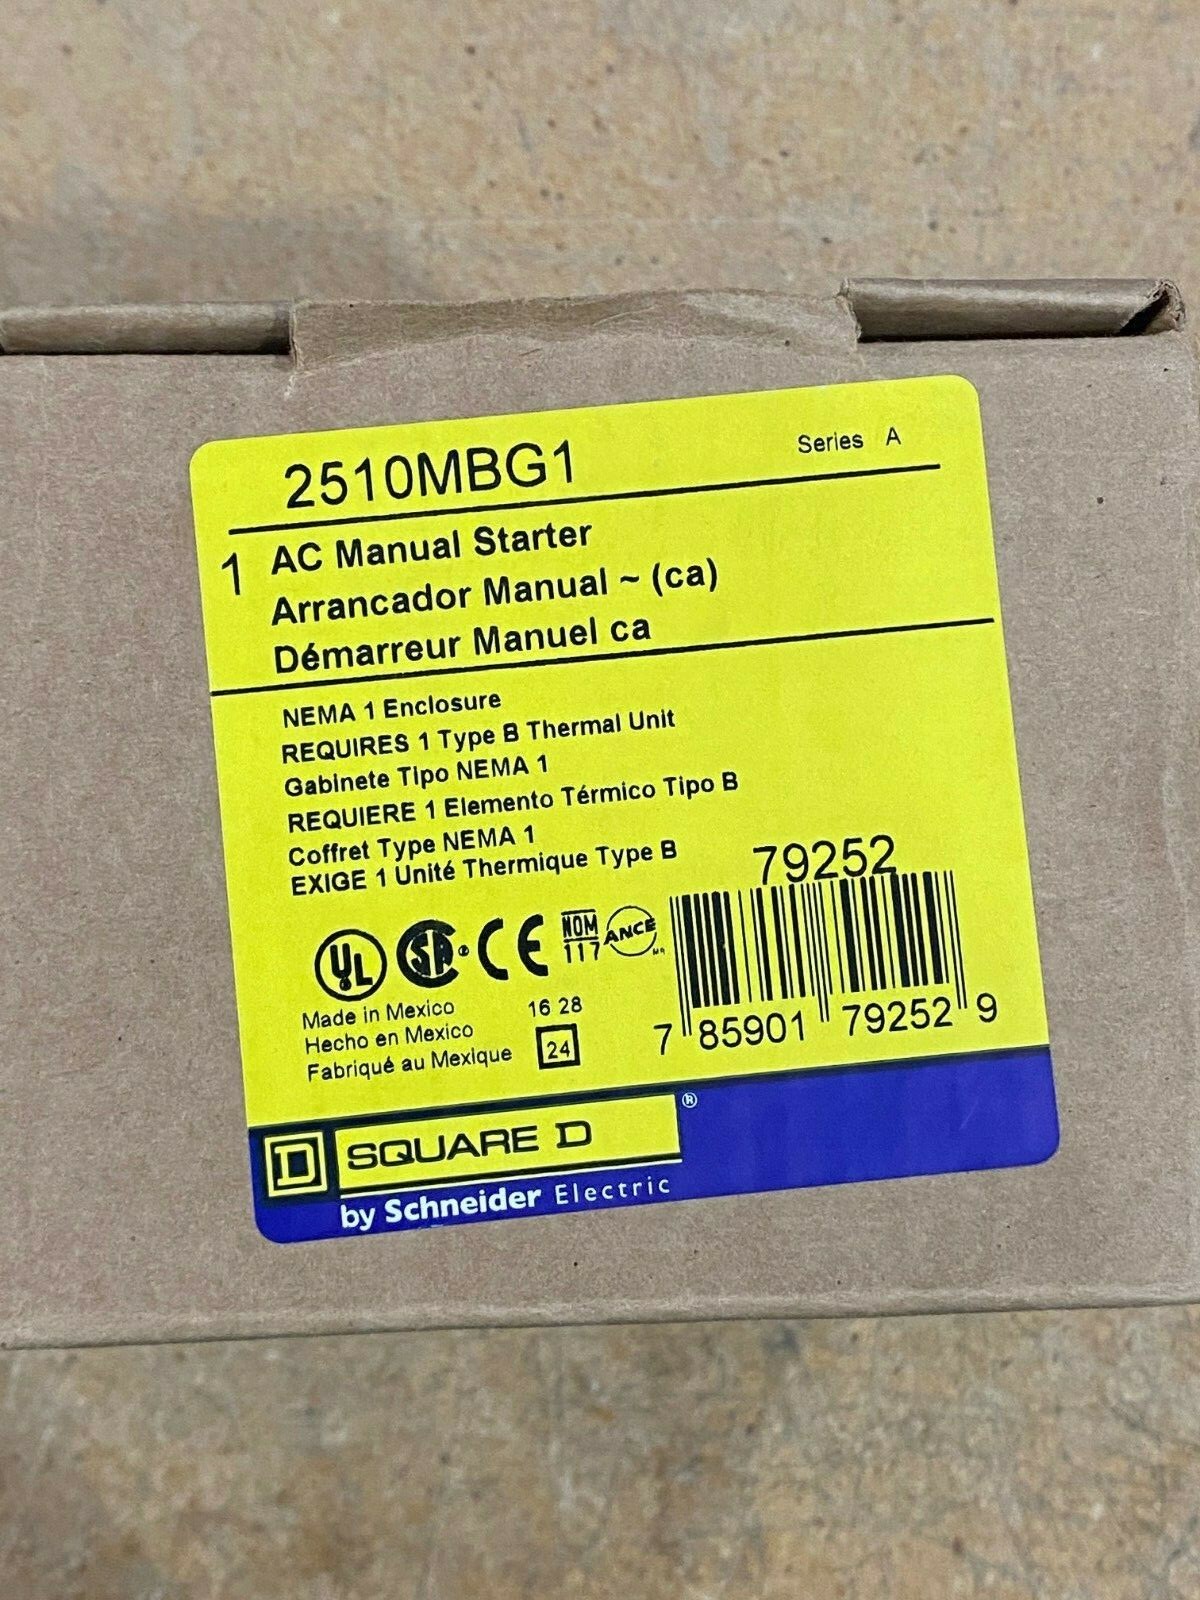 2510MBG1 Series A
1 AC Manual Starter
Arrancador Manual ~ (ca)
Démarreur Manuel ca
NEMA 1 Enclosure
REQUIRES 1 Type B Thermal Unit
Gabinete Tipo NEMA 1
REQUIERE 1 Elemento Térmico Tipo B
Coffret Type NEMA 1
EXIGE 1 Unité Thermique Type B
79252
UL SA CE NOM 117 ANCE
Made in Mexico 16 28
Hecho en Mexico
Fabriqué au Mexique 24
7 85901 79252 9
D SQUARE D ®
by Schneider Electric